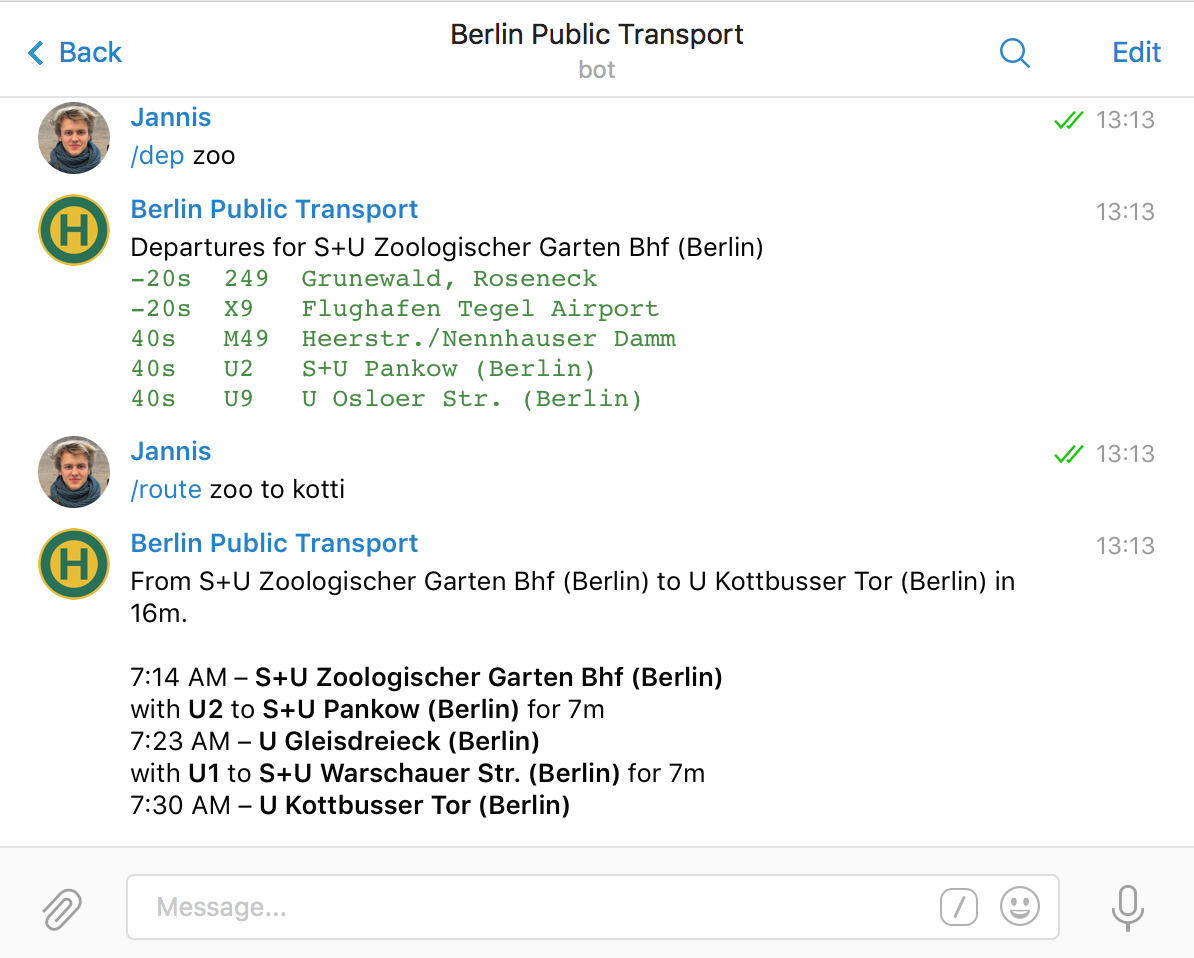 Back
Berlin Public Transport
bot
Edit
Jannis
13:13
/dep zoo
H
Berlin Public Transport
13:13
Departures for S+U Zoologischer Garten Bhf (Berlin)
-20s 249 Grunewald, Roseneck
-20s X9 Flughafen Tegel Airport
40s M49 Heerstr./Nennhauser Damm
40s U2 S+U Pankow (Berlin)
40s U9 U Osloer Str. (Berlin)
Jannis
13:13
/route zoo to kotti
H
Berlin Public Transport
13:13
From S+U Zoologischer Garten Bhf (Berlin) to U Kottbusser Tor (Berlin) in
16m.
7:14 AM – S+U Zoologischer Garten Bhf (Berlin)
with U2 to S+U Pankow (Berlin) for 7m
7:23 AM – U Gleisdreieck (Berlin)
with U1 to S+U Warschauer Str. (Berlin) for 7m
7:30 AM – U Kottbusser Tor (Berlin)
Message...
/